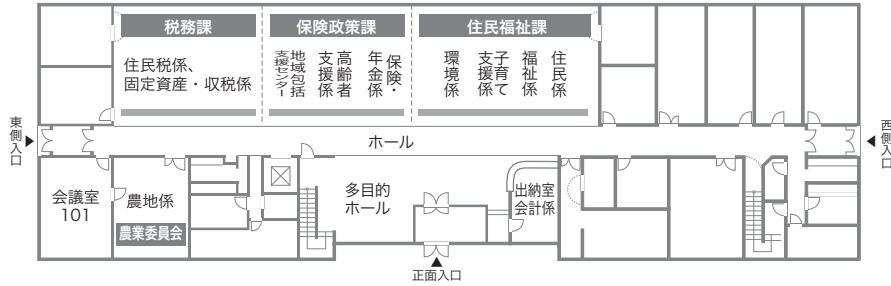 税務課
住民税係、
固定資産・収税係
保険政策課
地域包括
支援センター
高齢者
支援係
保険・
年金係
住民福祉課
環境係
子育て
支援係
福祉係
住民係
東側入口
ホール
西側入口
会議室
101
農地係
農業委員会
多目的
ホール
出納室
会計係
正面入口